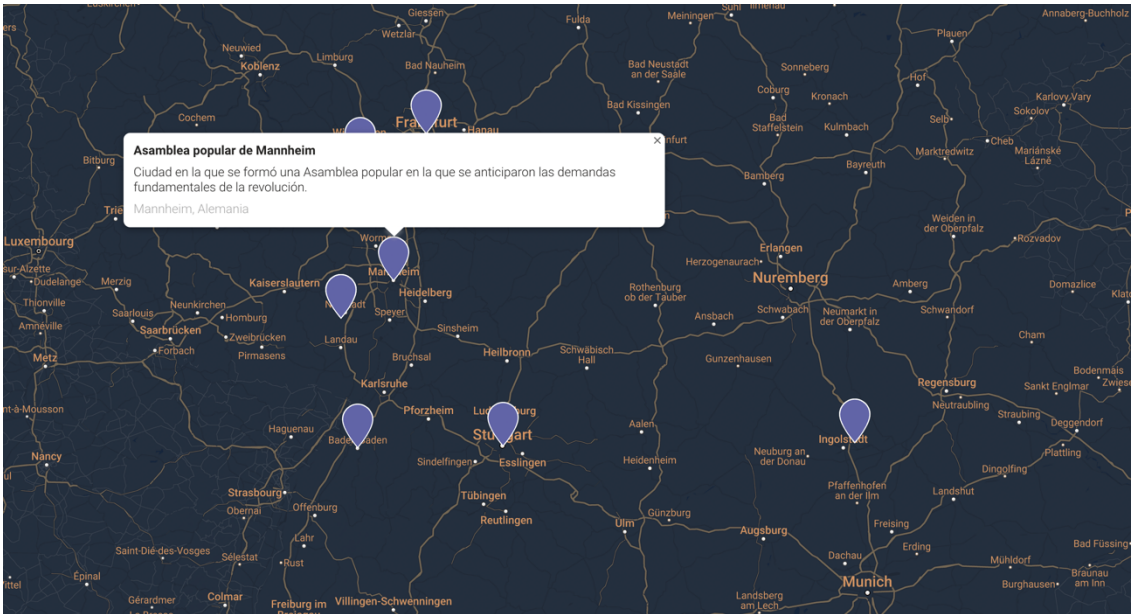 Giessen
Fulda
Meiningen
Suhl
Ilmenau
Annaberg-Buchholz
Wetzlar
Plauen
Neuwied
Koblenz
Limburg
Bad Nauheim
Bad Neustadt
an der Saale
Sonneberg
Hof
Coburg
Kronach
Karlovy Vary
Sokolov
Bad Kissingen
Cochem
Hanau
Bad
Staffelstein
Kulmbach
Selb
Cheb
Marktredwitz
Mariánské
Lázně
Bitburg
Bayreuth
Bamberg
Asamblea popular de Mannheim
×
Ciudad en la que se formó una Asamblea popular en la que se anticiparon las demandas
fundamentales de la revolución.
Mannheim, Alemania
Weiden in
der Oberpfalz
Rozvadov
Luxembourg
Erlangen
Herzogenaurach
Nuremberg
Dudelange
Merzig
Kaiserslautern
Heidelberg
Rothenburg
ob der Tauber
Amberg
Domazlice
Thionville
Saarlouis
Neunkirchen
Homburg
Speyer
Ansbach
Schwabach
Neumarkt in
der Oberpfalz
Schwandorf
Amnéville
Saarbrücken
Zweibrücken
Landau
Sinsheim
Cham
Metz
Forbach
Pirmasens
Bruchsal
Heilbronn
Schwäbisch
Hall
Gunzenhausen
Bodenmais
Karlsruhe
Regensburg
Sankt Englmar
Zwiesel
Neutraubling
Straubing
Deggendorf
Pforzheim
Haguenau
Aalen
Ingolstadt
Plattling
Nancy
Sindelfingen
Esslingen
Heidenheim
Neuburg an
der Donau
Dingolfing
Strasbourg
Obernai
Offenburg
Tübingen
Reutlingen
Pfaffenhofen
an der Ilm
Landshut
Ulm
Günzburg
Augsburg
Freising
Lahr
Saint-Dié-des-Vosges
Sélestat
Rust
Dachau
Erding
Bad Füssing
Mühldorf
Épinal
Munich
Burghausen
Braunau
am Inn
Gérardmer
Colmar
Freiburg im
Villingen-Schwenningen
Landsberg
am Lech